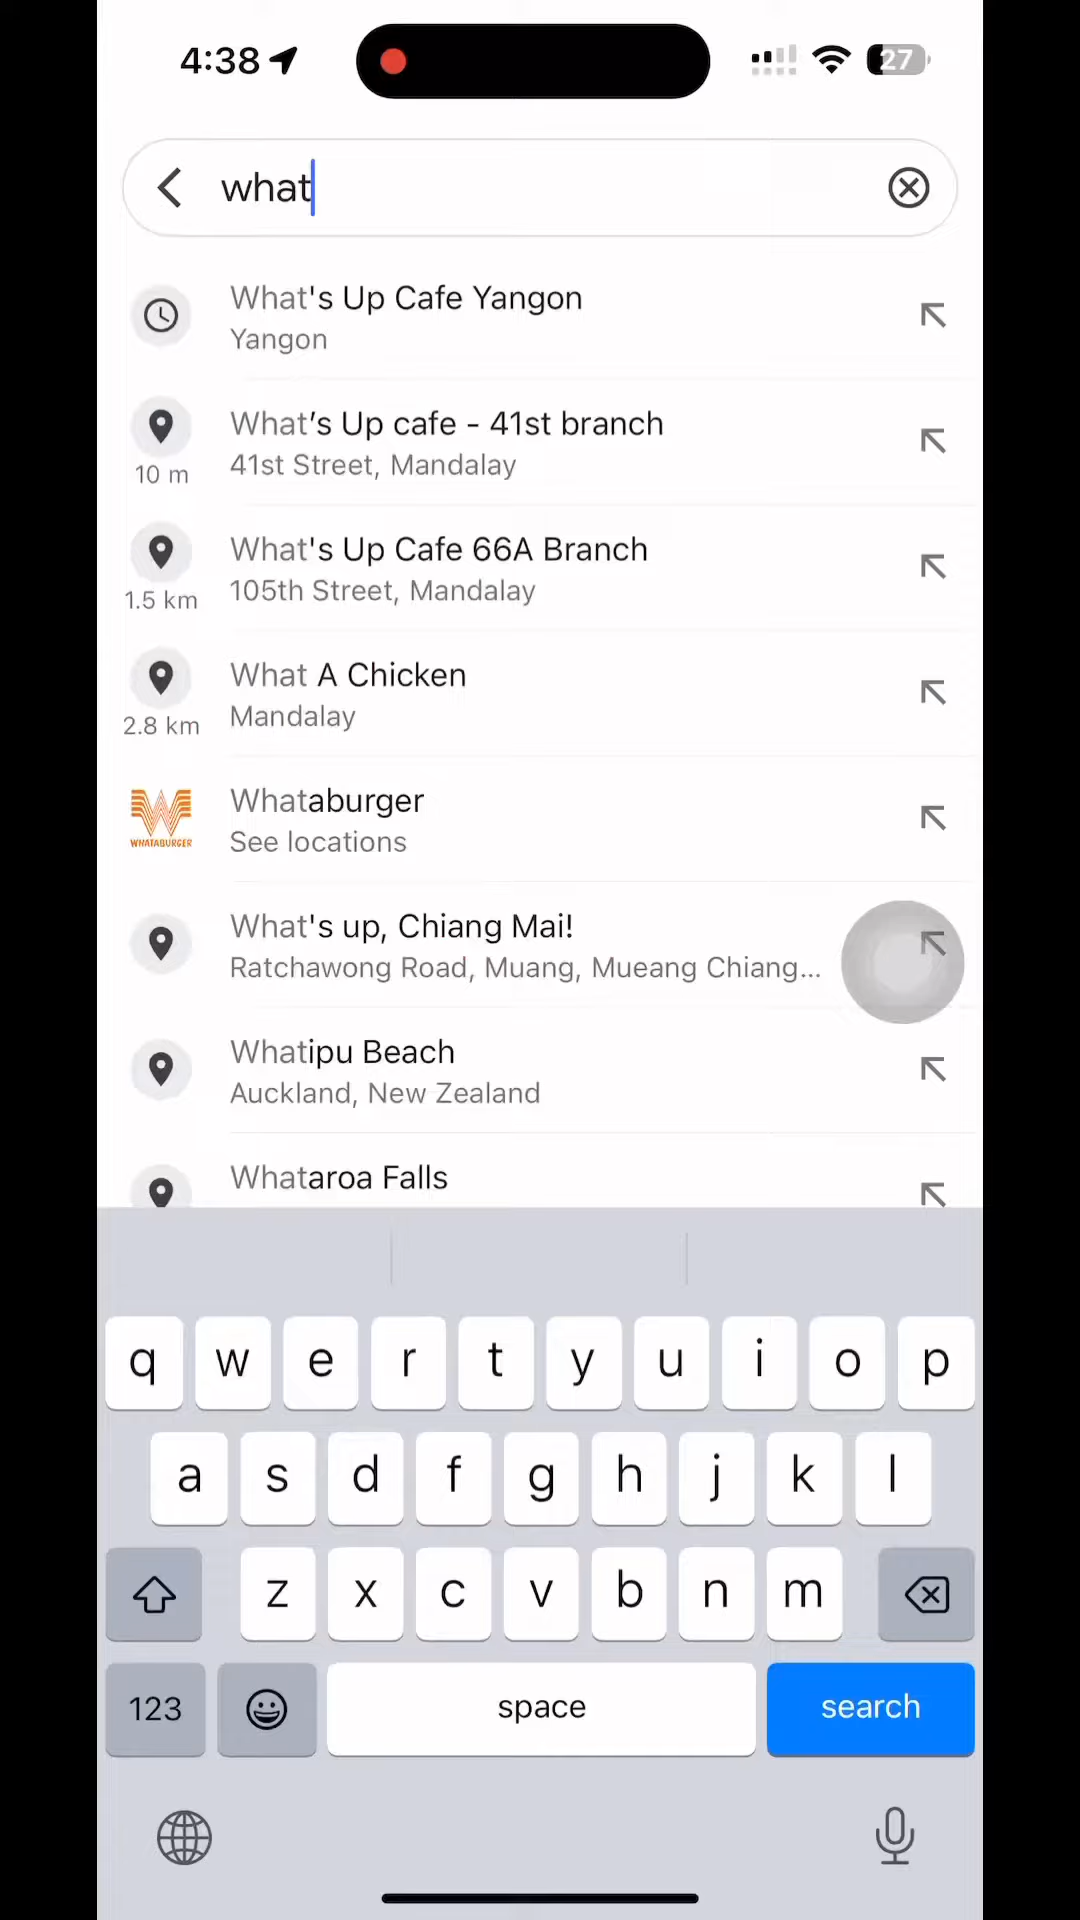 4:38
27
what
What's Up Cafe Yangon
Yangon
What’s Up cafe - 41st branch
10 m
41st Street, Mandalay
What's Up Cafe 66A Branch
1.5 km
105th Street, Mandalay
What A Chicken
2.8 km
Mandalay
Whataburger
WHATABURGER
See locations
What's up, Chiang Mai!
Ratchawong Road, Muang, Mueang Chiang...
Whatipu Beach
Auckland, New Zealand
Whataroa Falls
q w e r t y u i o p
a s d f g h j k l
z x c v b n m
123 space search